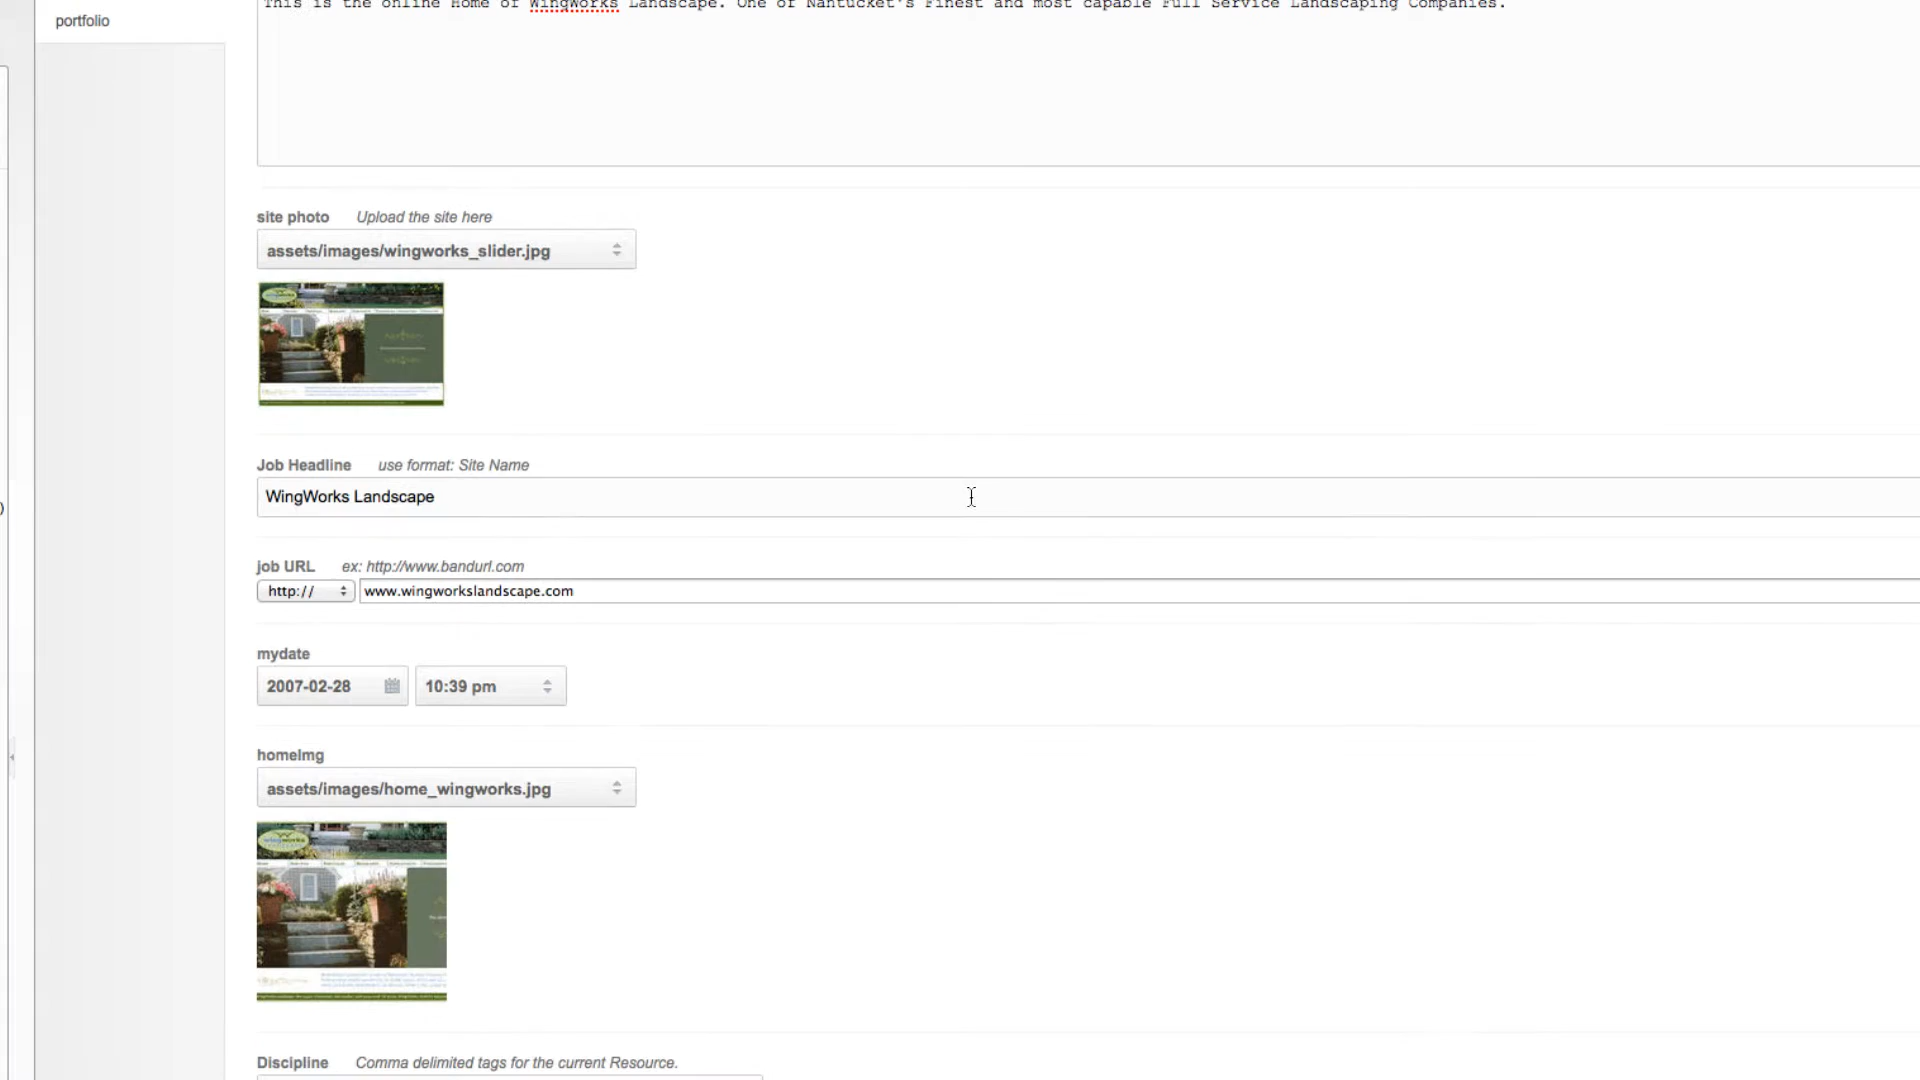 This is the online Home of WingWorks Landscape. One of Nantucket's Finest and most capable Full Service Landscaping Companies.
portfolio
site photo Upload the site here
assets/images/wingworks_slider.jpg
)
Job Headline use format: Site Name
WingWorks Landscape
job URL ex: http://www.bandurl.com
http:// www.wingworkslandscape.com
mydate
2007-02-28 10:39 pm
homeImg
assets/images/home_wingworks.jpg
wingworks
Discipline Comma delimited tags for the current Resource.